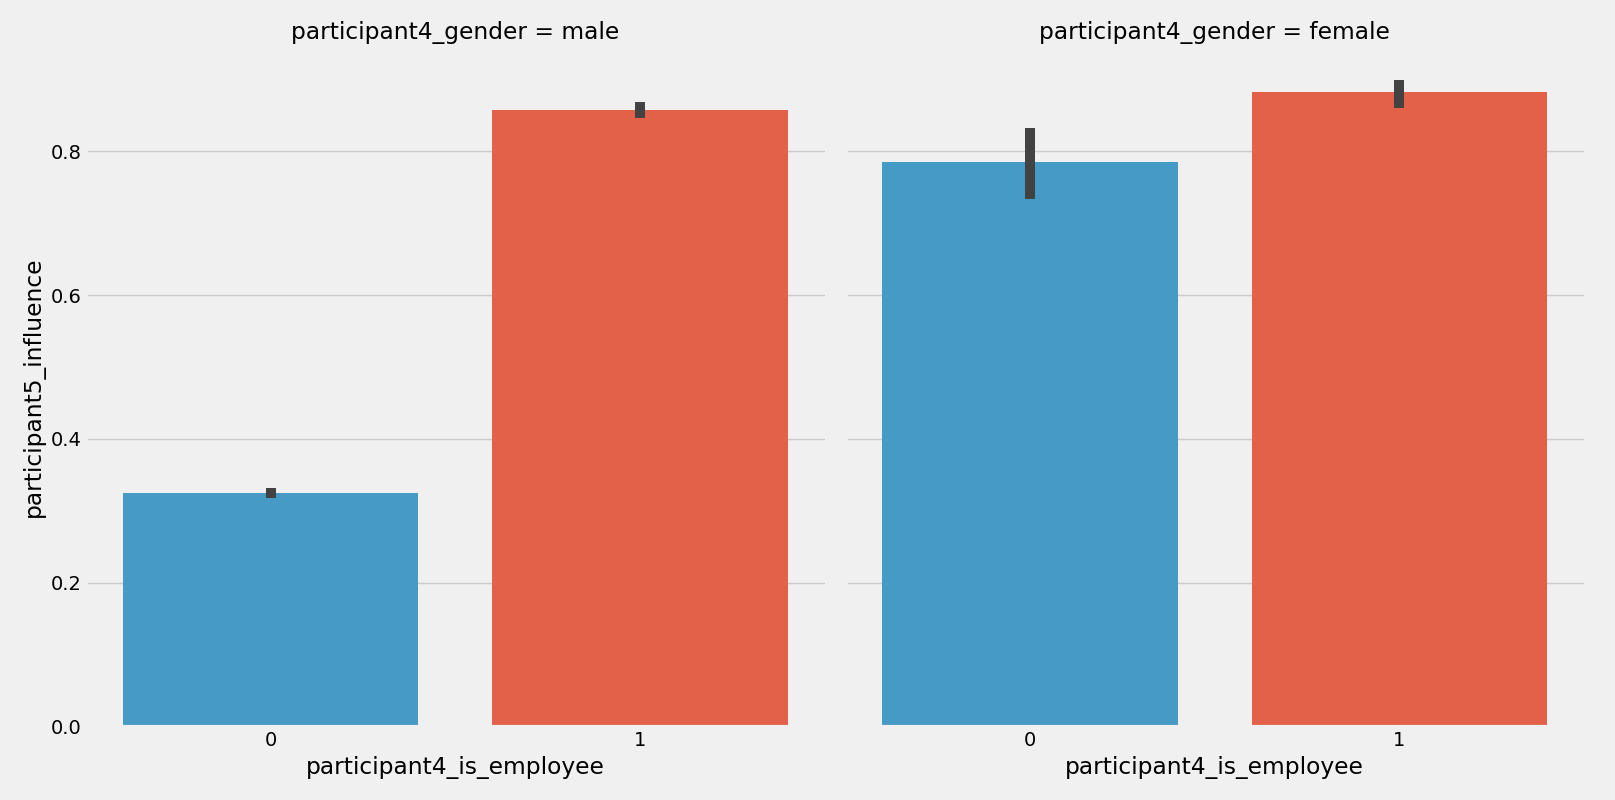 participant4_gender = male
participant4_gender = female
participant5_influence
0.8
0.6
0.4
0.2
0.0
0 1
0 1
participant4_is_employee
participant4_is_employee